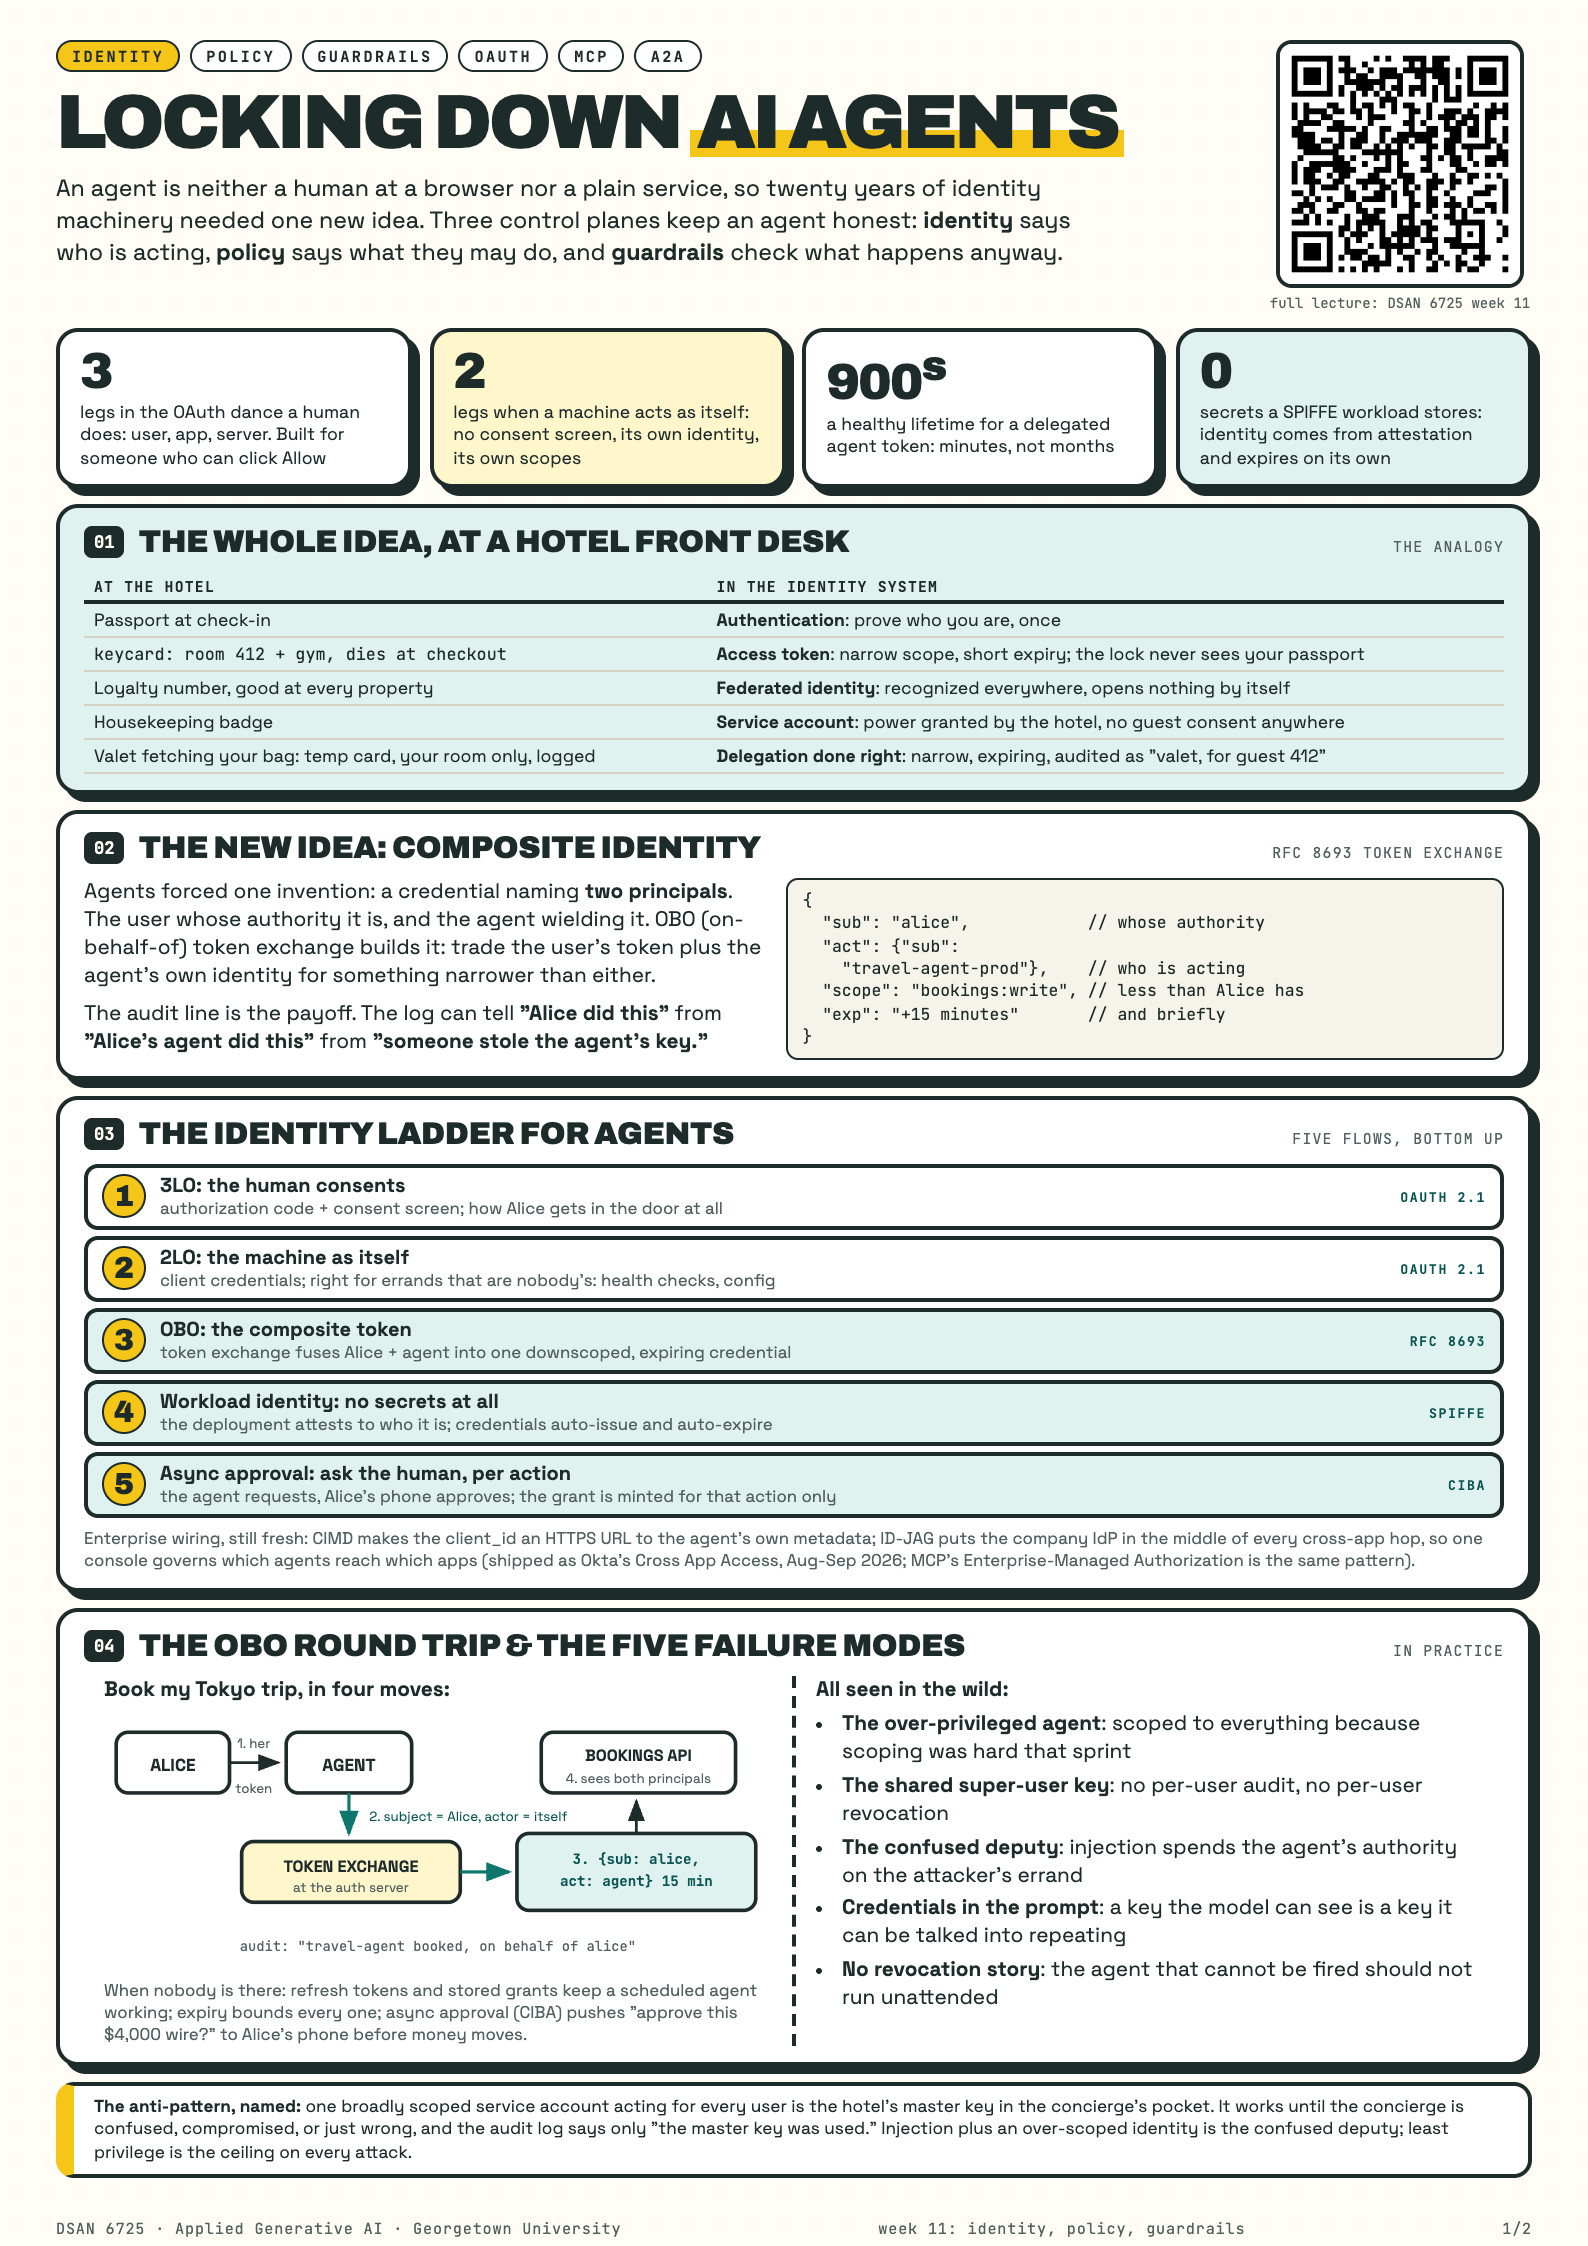 IDENTITY POLICY GUARDRAILS OAUTH MCP A2A
LOCKING DOWN AI AGENTS
An agent is neither a human at a browser nor a plain service, so twenty years of identity
machinery needed one new idea. Three control planes keep an agent honest: identity says
who is acting, policy says what they may do, and guardrails check what happens anyway.
full lecture: DSAN 6725 week 11
3
legs in the OAuth dance a human
does: user, app, server. Built for
someone who can click Allow
2
legs when a machine acts as itself:
no consent screen, its own identity,
its own scopes
900s
a healthy lifetime for a delegated
agent token: minutes, not months
0
secrets a SPIFFE workload stores:
identity comes from attestation
and expires on its own
01 THE WHOLE IDEA, AT A HOTEL FRONT DESK THE ANALOGY
AT THE HOTEL IN THE IDENTITY SYSTEM
Passport at check-in Authentication: prove who you are, once
keycard: room 412 + gym, dies at checkout Access token: narrow scope, short expiry; the lock never sees your passport
Loyalty number, good at every property Federated identity: recognized everywhere, opens nothing by itself
Housekeeping badge Service account: power granted by the hotel, no guest consent anywhere
Valet fetching your bag: temp card, your room only, logged Delegation done right: narrow, expiring, audited as ”valet, for guest 412”
02 THE NEW IDEA: COMPOSITE IDENTITY RFC 8693 TOKEN EXCHANGE
Agents forced one invention: a credential naming two principals.
The user whose authority it is, and the agent wielding it. OBO (on-
behalf-of) token exchange builds it: trade the user’s token plus the
agent’s own identity for something narrower than either.
The audit line is the payoff. The log can tell ”Alice did this” from
”Alice’s agent did this” from ”someone stole the agent’s key.”
{
"sub": "alice", // whose authority
"act": {"sub":
"travel-agent-prod"}, // who is acting
"scope": "bookings:write", // less than Alice has
"exp": "+15 minutes" // and briefly
}
03 THE IDENTITY LADDER FOR AGENTS FIVE FLOWS, BOTTOM UP
1 3LO: the human consents
authorization code + consent screen; how Alice gets in the door at all
OAUTH 2.1
2 2LO: the machine as itself
client credentials; right for errands that are nobody’s: health checks, config
OAUTH 2.1
3 OBO: the composite token
token exchange fuses Alice + agent into one downscoped, expiring credential
RFC 8693
4 Workload identity: no secrets at all
the deployment attests to who it is; credentials auto-issue and auto-expire
SPIFFE
5 Async approval: ask the human, per action
the agent requests, Alice’s phone approves; the grant is minted for that action only
CIBA
Enterprise wiring, still fresh: CIMD makes the client_id an HTTPS URL to the agent’s own metadata; ID-JAG puts the company IdP in the middle of every cross-app hop, so one
console governs which agents reach which apps (shipped as Okta’s Cross App Access, Aug-Sep 2026; MCP’s Enterprise-Managed Authorization is the same pattern).
04 THE OBO ROUND TRIP & THE FIVE FAILURE MODES IN PRACTICE
Book my Tokyo trip, in four moves:
ALICE
1. her
token
AGENT
BOOKINGS API
4. sees both principals
2. subject = Alice, actor = itself
TOKEN EXCHANGE
at the auth server
3. {sub: alice,
act: agent} 15 min
audit: "travel-agent booked, on behalf of alice"
When nobody is there: refresh tokens and stored grants keep a scheduled agent
working; expiry bounds every one; async approval (CIBA) pushes ”approve this
$4,000 wire?” to Alice’s phone before money moves.
All seen in the wild:
• The over-privileged agent: scoped to everything because
scoping was hard that sprint
• The shared super-user key: no per-user audit, no per-user
revocation
• The confused deputy: injection spends the agent’s authority
on the attacker’s errand
• Credentials in the prompt: a key the model can see is a key it
can be talked into repeating
• No revocation story: the agent that cannot be fired should not
run unattended
The anti-pattern, named: one broadly scoped service account acting for every user is the hotel’s master key in the concierge’s pocket. It works until the concierge is
confused, compromised, or just wrong, and the audit log says only ”the master key was used.” Injection plus an over-scoped identity is the confused deputy; least
privilege is the ceiling on every attack.
DSAN 6725 · Applied Generative AI · Georgetown University week 11: identity, policy, guardrails 1/2